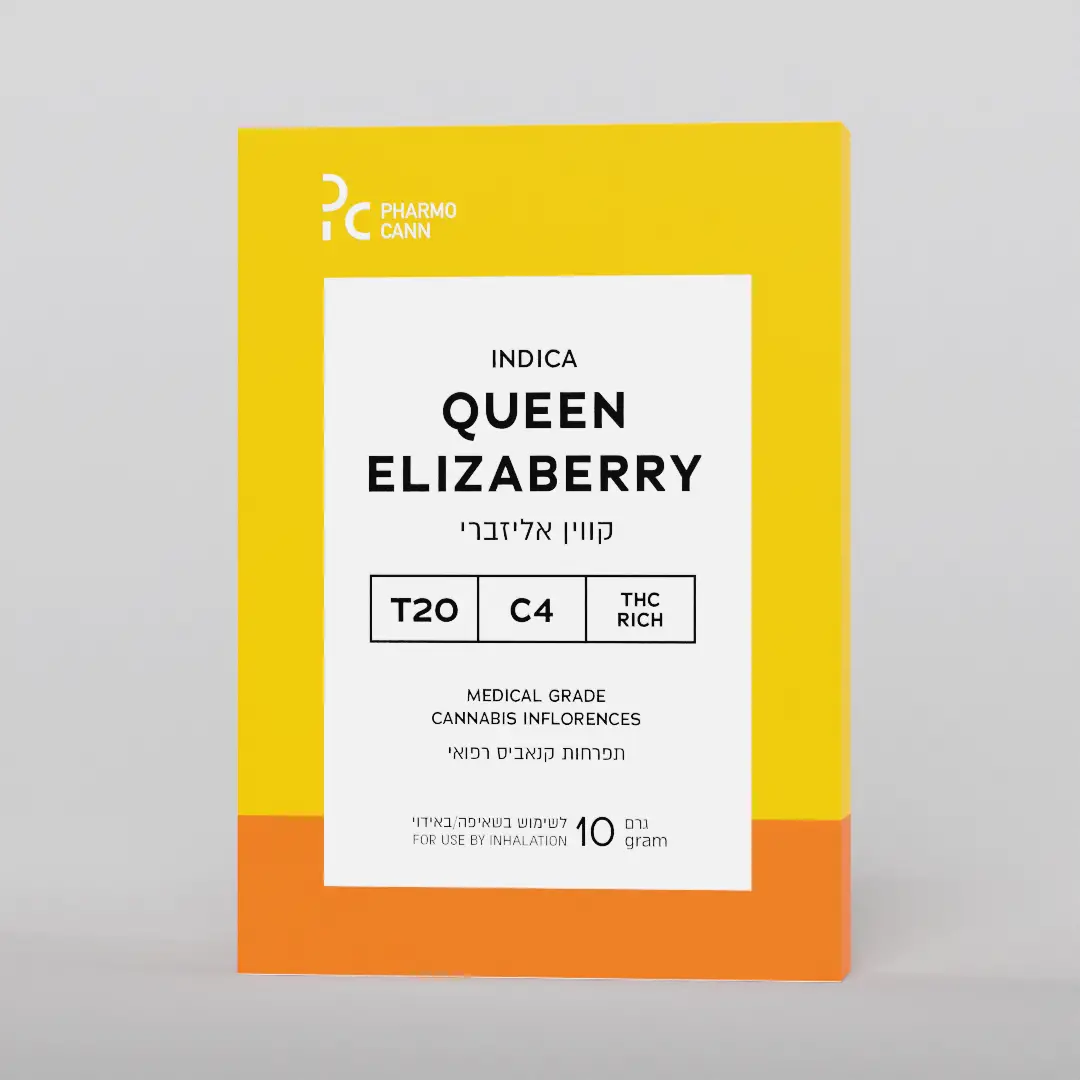 PHARMO
CANN
INDICA
QUEEN
ELIZABERRY
קווין אליזברי
T20 C4 THC RICH
MEDICAL GRADE
CANNABIS INFLORENCES
תפרחות קנאביס רפואי
לשימוש בשאיפה/באידוי 10 גרם
FOR USE BY INHALATION gram